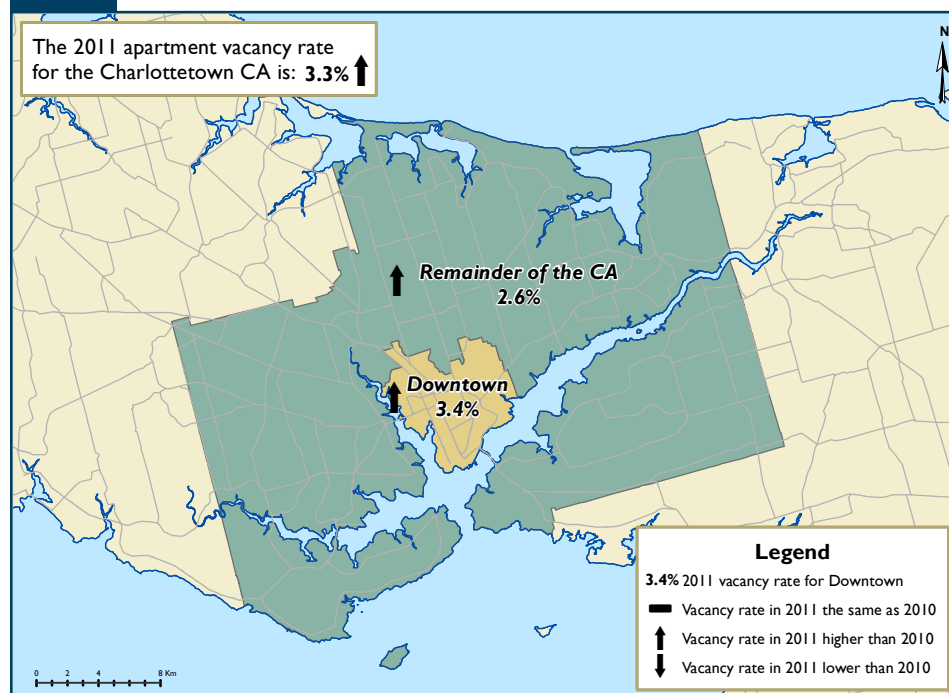 The 2011 apartment vacancy rate
for the Charlottetown CA is: 3.3%
N
Remainder of the CA
2.6%
Downtown
3.4%
Legend
3.4% 2011 vacancy rate for Downtown
Vacancy rate in 2011 the same as 2010
Vacancy rate in 2011 higher than 2010
Vacancy rate in 2011 lower than 2010
0 2 4 8 Km